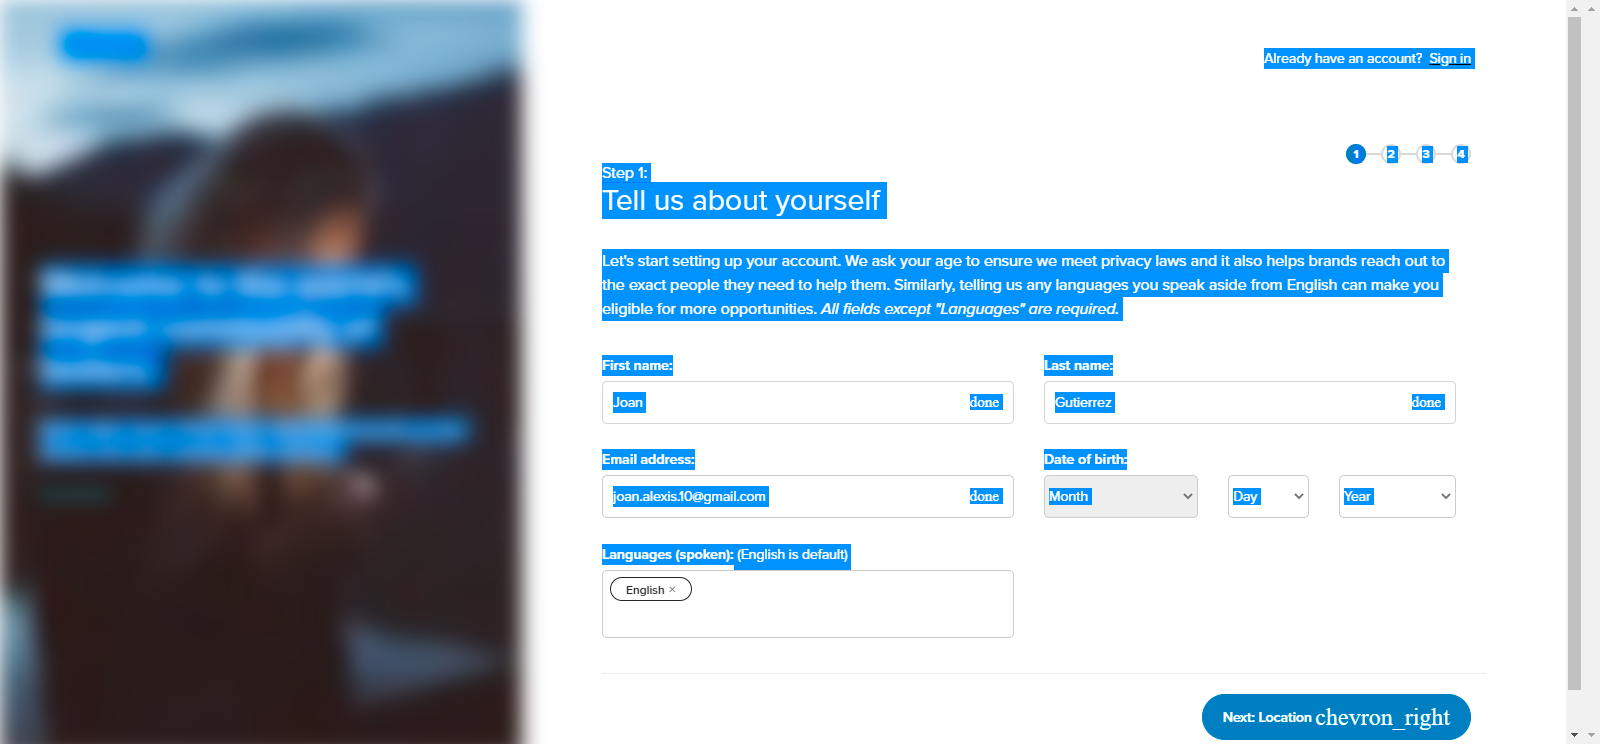 Already have an account? Sign in
1 2 3 4
Step 1:
Tell us about yourself
Let's start setting up your account. We ask your age to ensure we meet privacy laws and it also helps brands reach out to
the exact people they need to help them. Similarly, telling us any languages you speak aside from English can make you
eligible for more opportunities. All fields except "Languages" are required.
First name: Last name:
Joan done Gutierrez done
Email address: Date of birth:
joan.alexis.10@gmail.com done Month Day Year
Languages (spoken): (English is default)
English ×
Next: Location chevron_right